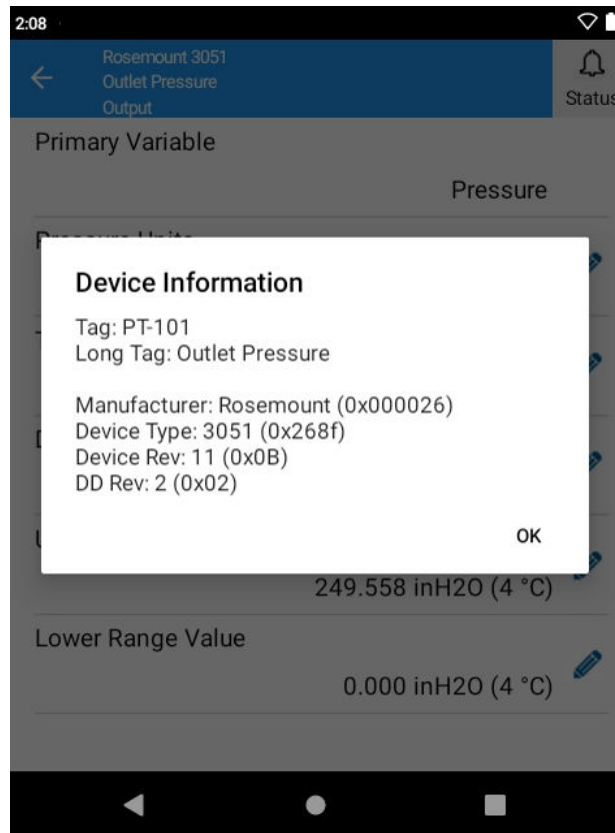 2:08
Rosemount 3051
Outlet Pressure
Output
Status
Primary Variable
Pressure
Device Information
Tag: PT-101
Long Tag: Outlet Pressure
Manufacturer: Rosemount (0x000026)
Device Type: 3051 (0x268f)
Device Rev: 11 (0x0B)
DD Rev: 2 (0x02)
OK
249.558 inH2O (4 °C)
Lower Range Value
0.000 inH2O (4 °C)